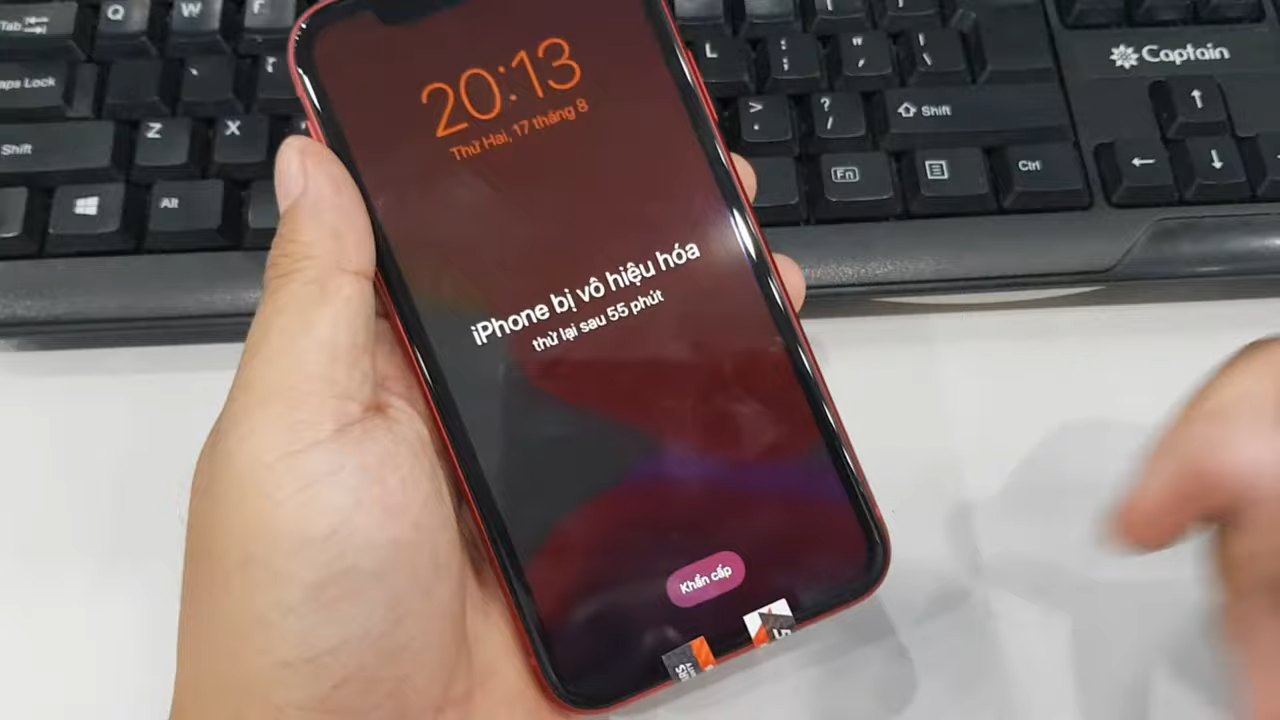 20:13
Thứ Hai, 17 tháng 8
iPhone bị vô hiệu hóa
thử lại sau 55 phút
Khẩn cấp
Tab
Q
W
Caps Lock
Shift
Z
X
Alt
L
: ;
" '
| \
> .
? /
Shift
Fn
Ctrl
Captain